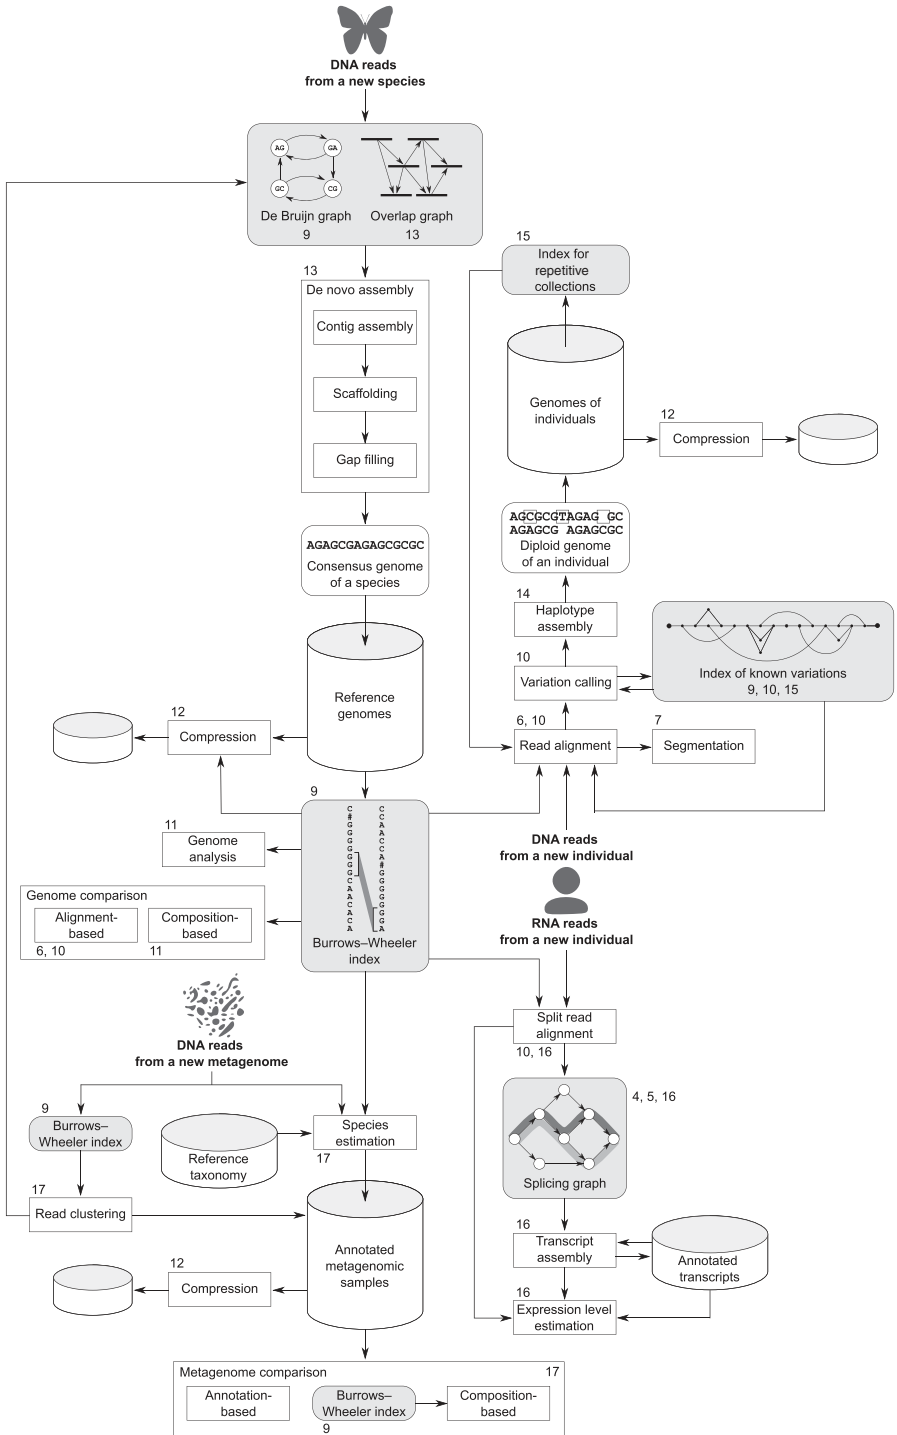 DNA reads
from a new species
AG
GA
GC
CG
De Bruijn graph
9
Overlap graph
13
13
De novo assembly
Contig assembly
Scaffolding
Gap filling
AGAGCGAGAGCGCGC
Consensus genome
of a species
Reference
genomes
12
Compression
9
C
#
G
G
G
G
G
G
G
C
A
A
C
A
C
A
C
C
A
A
C
C
A
#
G
G
G
G
G
G
G
A
Burrows–Wheeler
index
11
Genome
analysis
Genome comparison
Alignment-
based
6, 10
Composition-
based
11
DNA reads
from a new metagenome
9
Burrows–
Wheeler index
17
Read clustering
Reference
taxonomy
Species
estimation
17
Annotated
metagenomic
samples
12
Compression
Metagenome comparison
17
Annotation-
based
Burrows–
Wheeler index
9
Composition-
based
15
Index for
repetitive
collections
Genomes of
individuals
12
Compression
AGCGCGTAGAG GC
AGAGCG AGAGCGC
Diploid genome
of an individual
14
Haplotype
assembly
10
Variation calling
Index of known variations
9, 10, 15
6, 10
Read alignment
7
Segmentation
DNA reads
from a new individual
RNA reads
from a new individual
Split read
alignment
10, 16
4, 5, 16
Splicing graph
16
Transcript
assembly
Annotated
transcripts
16
Expression level
estimation